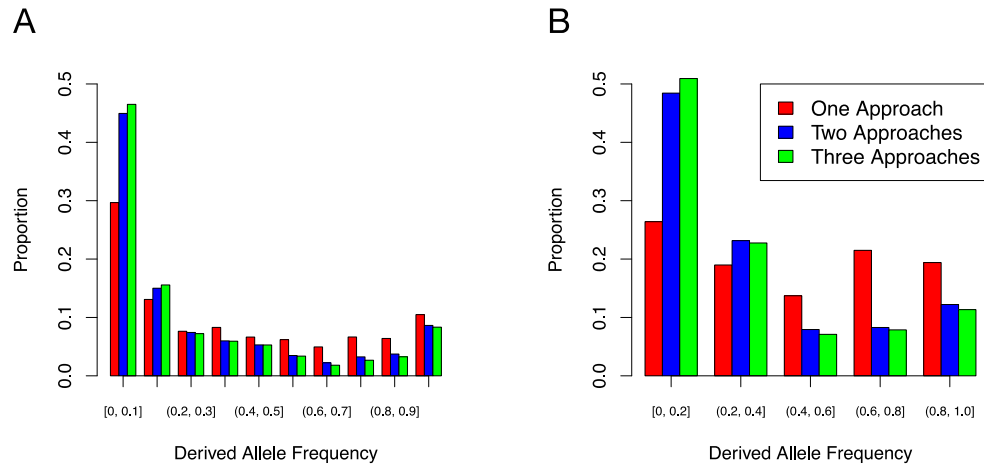 A
B
0.0
0.1
0.2
0.3
0.4
0.5
Proportion
[0, 0.1]
(0.2, 0.3]
(0.4, 0.5]
(0.6, 0.7]
(0.8, 0.9]
Derived Allele Frequency
0.0
0.1
0.2
0.3
0.4
0.5
Proportion
One Approach
Two Approaches
Three Approaches
[0, 0.2]
(0.2, 0.4]
(0.4, 0.6]
(0.6, 0.8]
(0.8, 1.0]
Derived Allele Frequency